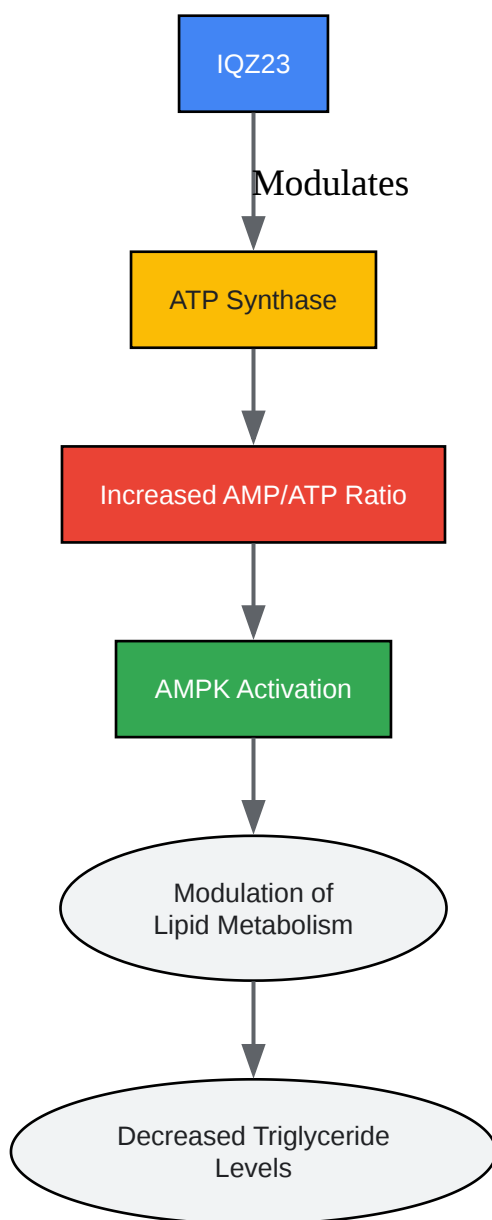 IQZ23
Modulates
ATP Synthase
Increased AMP/ATP Ratio
AMPK Activation
Modulation of
Lipid Metabolism
Decreased Triglyceride
Levels